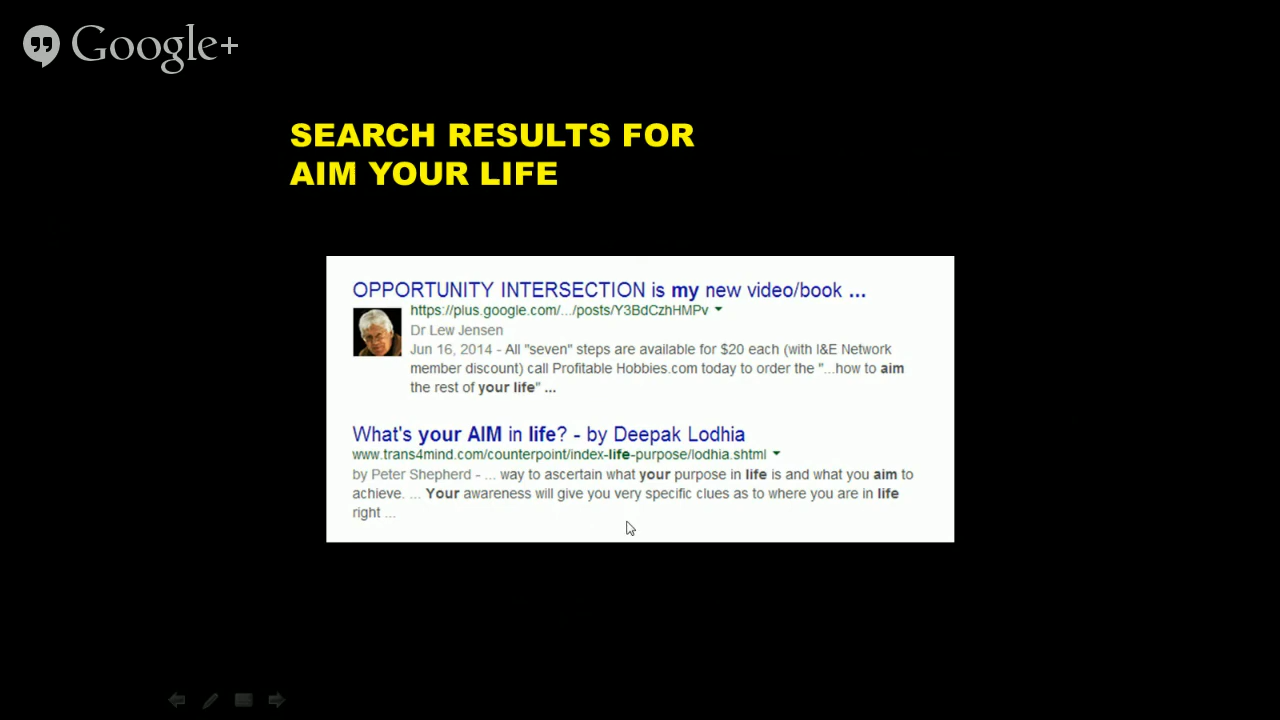 Google+
SEARCH RESULTS FOR
AIM YOUR LIFE
OPPORTUNITY INTERSECTION is my new video/book ...
https://plus.google.com/.../posts/Y3BdCzhHMPv
Dr Lew Jensen
Jun 16, 2014 - All "seven" steps are available for $20 each (with I&E Network
member discount) call Profitable Hobbies.com today to order the "...how to aim
the rest of your life" ...
What's your AIM in life? - by Deepak Lodhia
www.trans4mind.com/counterpoint/index-life-purpose/lodhia.shtml
by Peter Shepherd - ... way to ascertain what your purpose in life is and what you aim to
achieve. ... Your awareness will give you very specific clues as to where you are in life
right ...